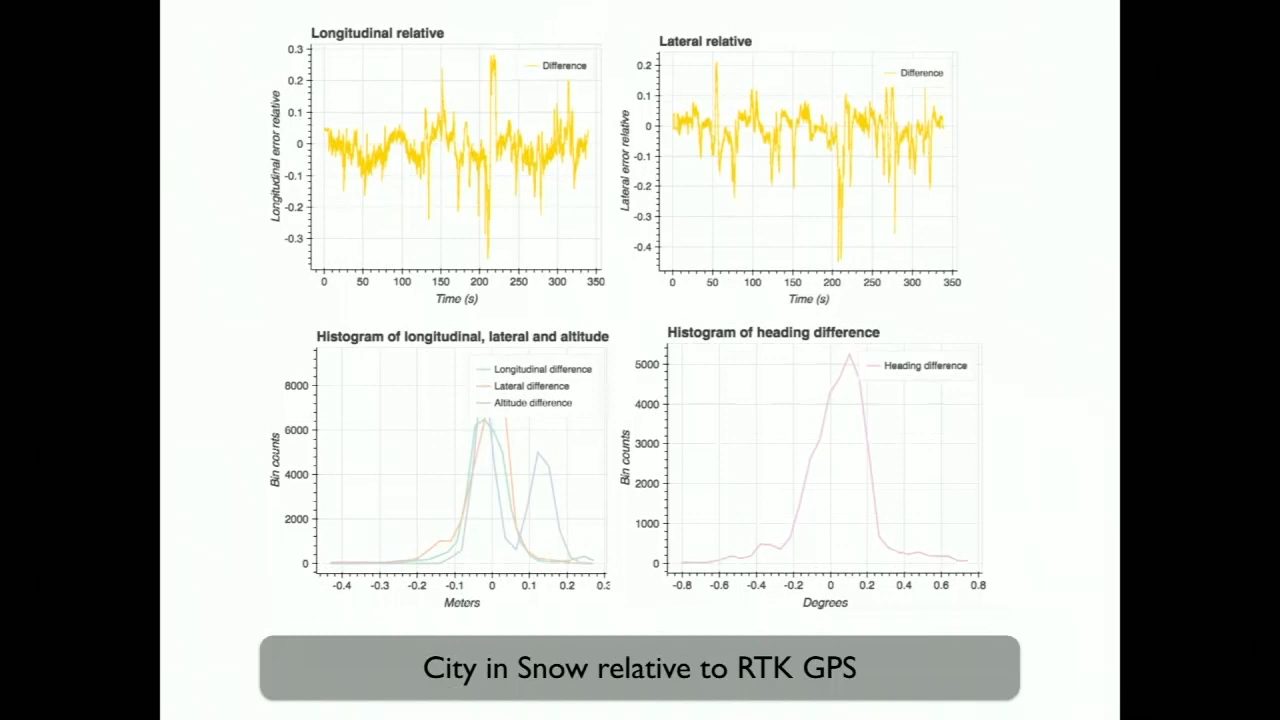 Longitudinal relative
Difference
0.3
0.2
0.1
0
-0.1
-0.2
-0.3
Longitudinal error relative
0 50 100 150 200 250 300 350
Time (s)
Lateral relative
Difference
0.2
0.1
0
-0.1
-0.2
-0.3
-0.4
Lateral error relative
0 50 100 150 200 250 300 350
Time (s)
Histogram of longitudinal, lateral and altitude
Longitudinal difference
Lateral difference
Altitude difference
8000
6000
4000
2000
0
Bin counts
-0.4 -0.3 -0.2 -0.1 0 0.1 0.2 0.3
Meters
Histogram of heading difference
Heading difference
5000
4000
3000
2000
1000
0
Bin counts
-0.8 -0.6 -0.4 -0.2 0 0.2 0.4 0.6 0.8
Degrees
City in Snow relative to RTK GPS